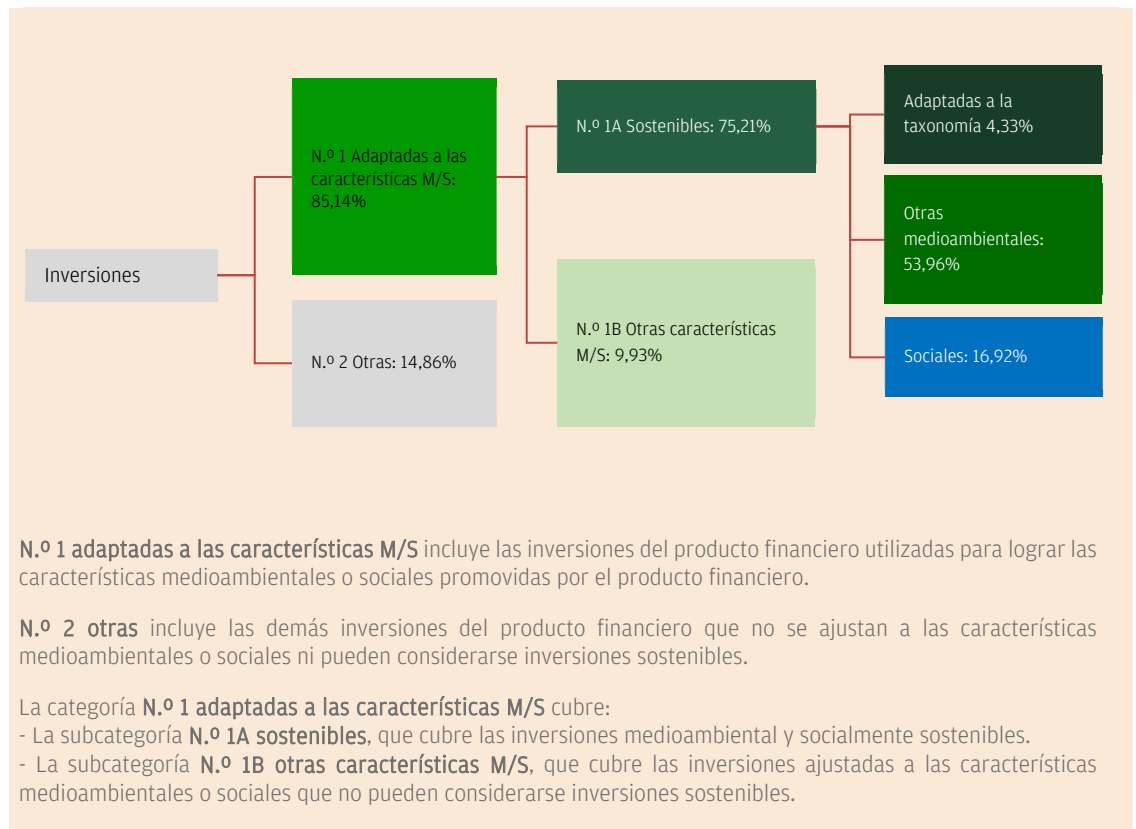 Inversiones
N.º 1 Adaptadas a las
características M/S:
85,14%
N.º 2 Otras: 14,86%
N.º 1A Sostenibles: 75,21%
N.º 1B Otras características
M/S: 9,93%
Adaptadas a la
taxonomía 4,33%
Otras
medioambientales:
53,96%
Sociales: 16,92%
N.º 1 adaptadas a las características M/S incluye las inversiones del producto financiero utilizadas para lograr las
características medioambientales o sociales promovidas por el producto financiero.
N.º 2 otras incluye las demás inversiones del producto financiero que no se ajustan a las características
medioambientales o sociales ni pueden considerarse inversiones sostenibles.
La categoría N.º 1 adaptadas a las características M/S cubre:
- La subcategoría N.º 1A sostenibles, que cubre las inversiones medioambiental y socialmente sostenibles.
- La subcategoría N.º 1B otras características M/S, que cubre las inversiones ajustadas a las características
medioambientales o sociales que no pueden considerarse inversiones sostenibles.